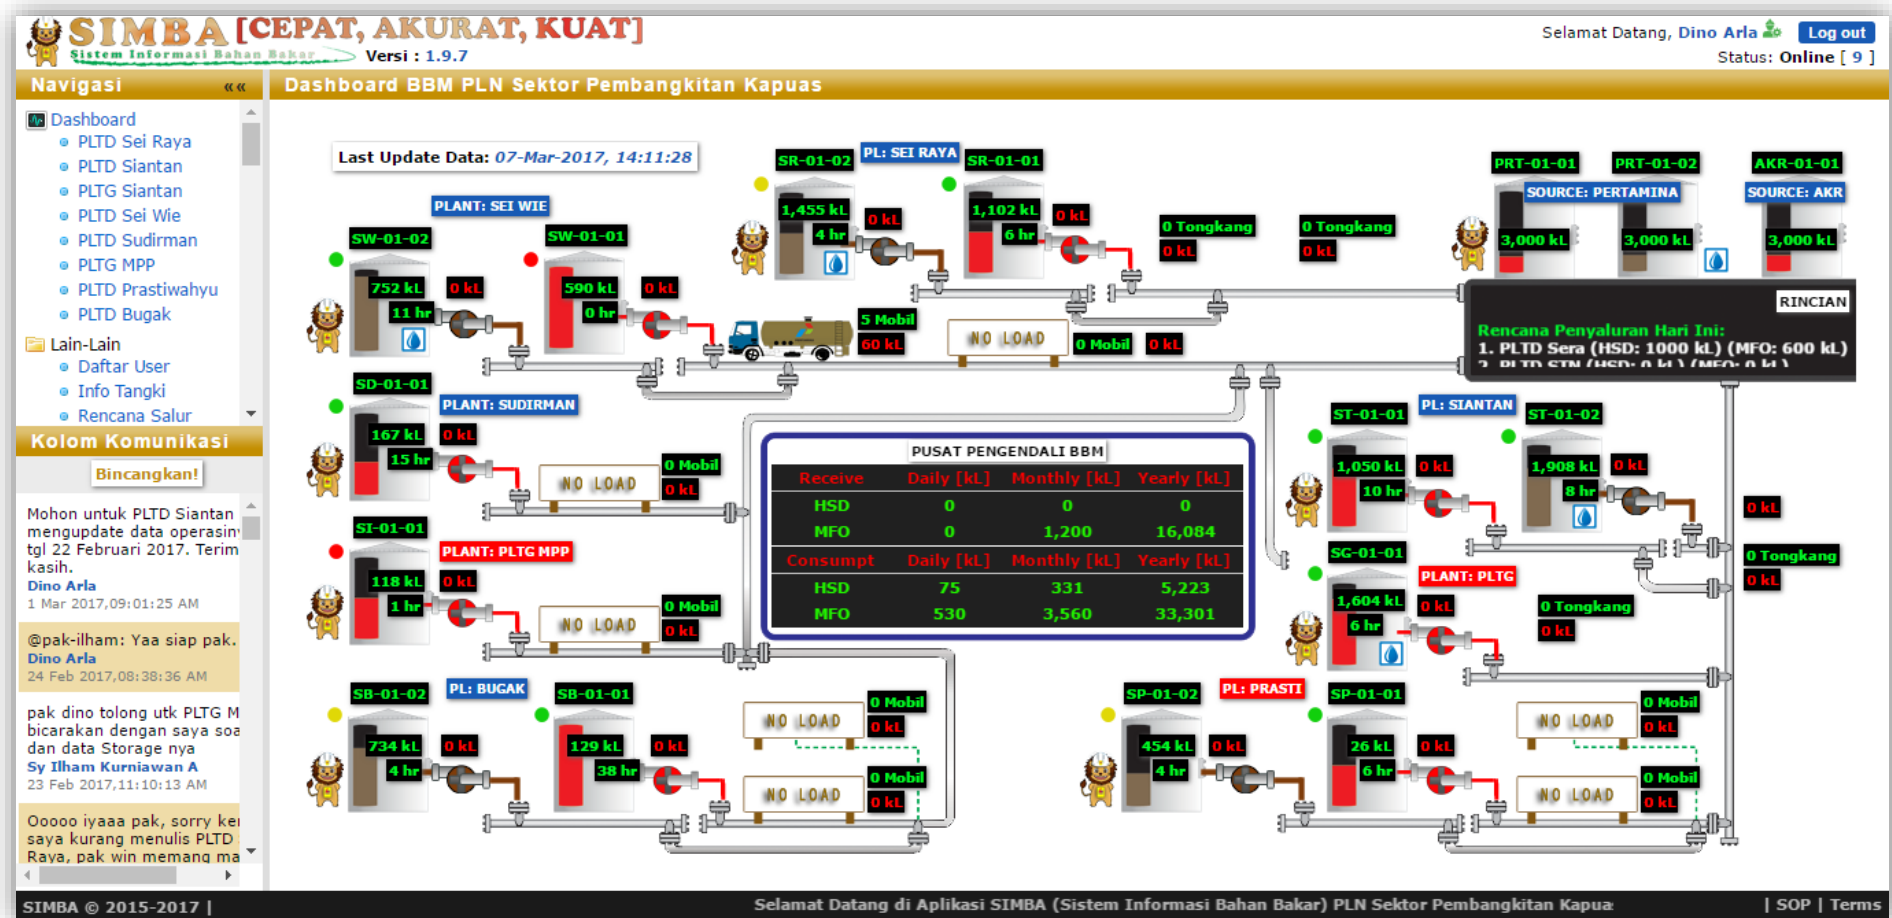 SIMBA [CEPAT, AKURAT, KUAT]
Sistem Informasi Bahan Bakar
Versi : 1.9.7
Selamat Datang, Dino Arla
Log out
Status: Online [ 9 ]
Navigasi
««
Dashboard BBM PLN Sektor Pembangkitan Kapuas
Dashboard
PLTD Sei Raya
PLTD Siantan
PLTG Siantan
PLTD Sei Wie
PLTD Sudirman
PLTG MPP
PLTD Prastiwahyu
PLTD Bugak
Lain-Lain
Daftar User
Info Tangki
Rencana Salur
Kolom Komunikasi
Bincangkan!
Mohon untuk PLTD Siantan
mengupdate data operasiny
tgl 22 Februari 2017. Terim
kasih.
Dino Arla
1 Mar 2017,09:01:25 AM
@pak-ilham: Yaa siap pak.
Dino Arla
24 Feb 2017,08:38:36 AM
pak dino tolong utk PLTG M
bicarakan dengan saya soa
dan data Storage nya
Sy Ilham Kurniawan A
23 Feb 2017,11:10:13 AM
Ooooo iyaaa pak, sorry ker
saya kurang menulis PLTD
Raya, pak win memang ma
Last Update Data: 07-Mar-2017, 14:11:28
SR-01-02
PL: SEI RAYA
SR-01-01
1,455 kL
0 kL
4 hr
1,102 kL
0 kL
6 hr
0 Tongkang
0 kL
0 Tongkang
0 kL
PRT-01-01
PRT-01-02
AKR-01-01
SOURCE: PERTAMINA
SOURCE: AKR
3,000 kL
3,000 kL
3,000 kL
RINCIAN
Rencana Penyaluran Hari Ini:
1. PLTD Sera (HSD: 1000 kL) (MFO: 600 kL)
2. PLTD STN (HSD: 0 kL) (MFO: 0 kL)
PLANT: SEI WIE
SW-01-02
SW-01-01
752 kL
0 kL
11 hr
590 kL
0 kL
0 hr
5 Mobil
60 kL
NO LOAD
0 Mobil
0 kL
SD-01-01
PLANT: SUDIRMAN
167 kL
0 kL
15 hr
NO LOAD
0 Mobil
0 kL
SI-01-01
PLANT: PLTG MPP
118 kL
0 kL
1 hr
NO LOAD
0 Mobil
0 kL
PUSAT PENGENDALI BBM
Receive Daily [kL] Monthly [kL] Yearly [kL]
HSD 0 0 0
MFO 0 1,200 16,084
Consumpt Daily [kL] Monthly [kL] Yearly [kL]
HSD 75 331 5,223
MFO 530 3,560 33,301
ST-01-01
PL: SIANTAN
ST-01-02
1,050 kL
0 kL
10 hr
1,908 kL
0 kL
8 hr
0 kL
0 Tongkang
0 kL
SG-01-01
PLANT: PLTG
1,604 kL
0 kL
6 hr
0 Tongkang
0 kL
SB-01-02
PL: BUGAK
SB-01-01
734 kL
0 kL
4 hr
129 kL
0 kL
38 hr
NO LOAD
0 Mobil
0 kL
NO LOAD
0 Mobil
0 kL
SP-01-02
PL: PRASTI
SP-01-01
454 kL
0 kL
4 hr
26 kL
0 kL
6 hr
NO LOAD
0 Mobil
0 kL
NO LOAD
0 Mobil
0 kL
SIMBA © 2015-2017 |
Selamat Datang di Aplikasi SIMBA (Sistem Informasi Bahan Bakar) PLN Sektor Pembangkitan Kapua
| SOP | Terms